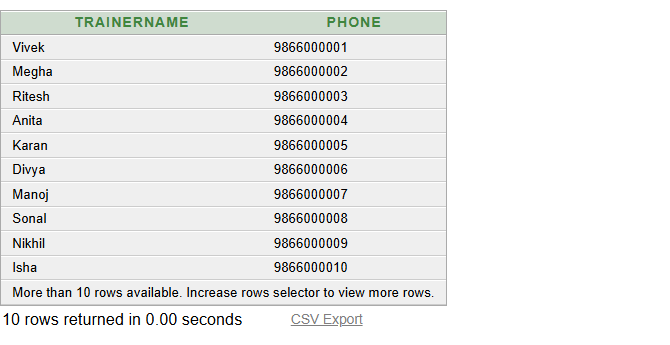 TRAINERNAME PHONE
Vivek 9866000001
Megha 9866000002
Ritesh 9866000003
Anita 9866000004
Karan 9866000005
Divya 9866000006
Manoj 9866000007
Sonal 9866000008
Nikhil 9866000009
Isha 9866000010
More than 10 rows available. Increase rows selector to view more rows.
10 rows returned in 0.00 seconds CSV Export